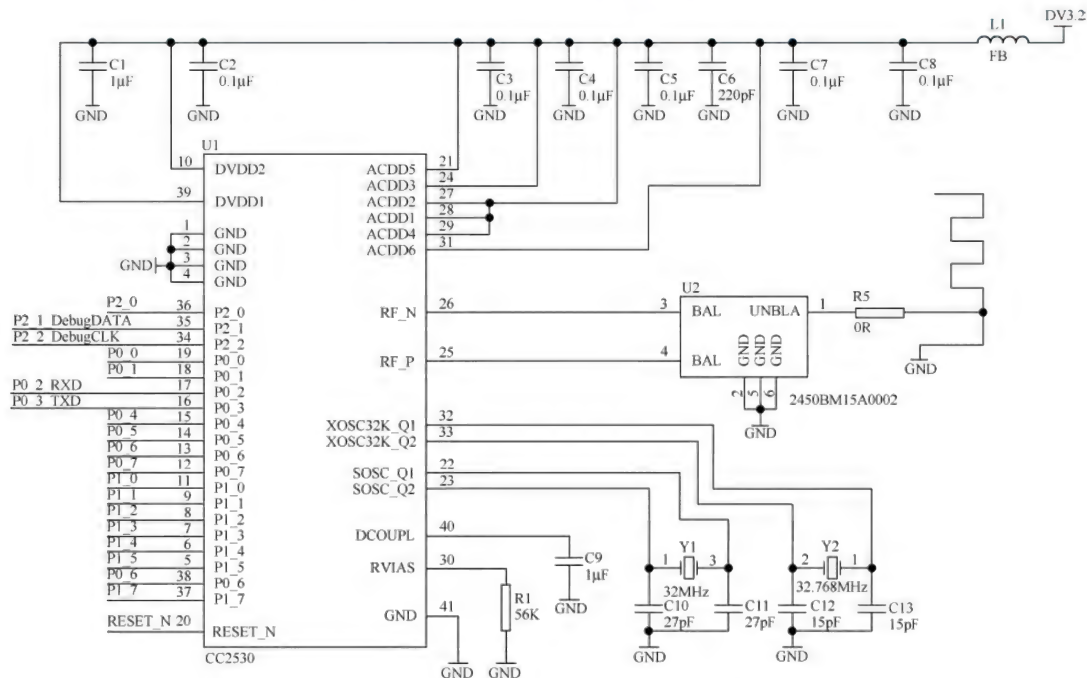 DV3.2
L1
FB
C1
1μF
GND
C2
0.1μF
GND
C3
0.1μF
GND
C4
0.1μF
GND
C5
0.1μF
GND
C6
220pF
GND
C7
0.1μF
GND
C8
0.1μF
GND
U1
10 DVDD2
39 DVDD1
1 GND
2 GND
3 GND
4 GND
GND
P2_0 36 P2_0
P2_1 DebugDATA 35 P2_1
P2_2 DebugCLK 34 P2_2
P0_0 19 P0_0
P0_1 18 P0_1
P0_2 RXD 17 P0_2
P0_3 TXD 16 P0_3
P0_4 15 P0_4
P0_5 14 P0_5
P0_6 13 P0_6
P0_7 12 P0_7
P1_0 11 P1_0
P1_1 9 P1_1
P1_2 8 P1_2
P1_3 7 P1_3
P1_4 6 P1_4
P1_5 5 P1_5
P0_6 38 P0_6
P1_7 37 P1_7
RESET_N 20 RESET_N
CC2530
ACDD5 21
ACDD3 24
ACDD2 27
ACDD1 28
ACDD4 29
ACDD6 31
RF_N 26
RF_P 25
XOSC32K_Q1 32
XOSC32K_Q2 33
SOSC_Q1 22
SOSC_Q2 23
DCOUPL 40
RVIAS 30
GND 41
GND
C9
1μF
GND
R1
56K
GND
U2
3 BAL UNBLA 1
4 BAL
GND GND GND
2 5 6
2450BM15A0002
GND
R5
0R
GND
1 Y1 3
32MHz
C10
27pF
C11
27pF
GND
2 Y2 1
32.768MHz
C12
15pF
C13
15pF
GND